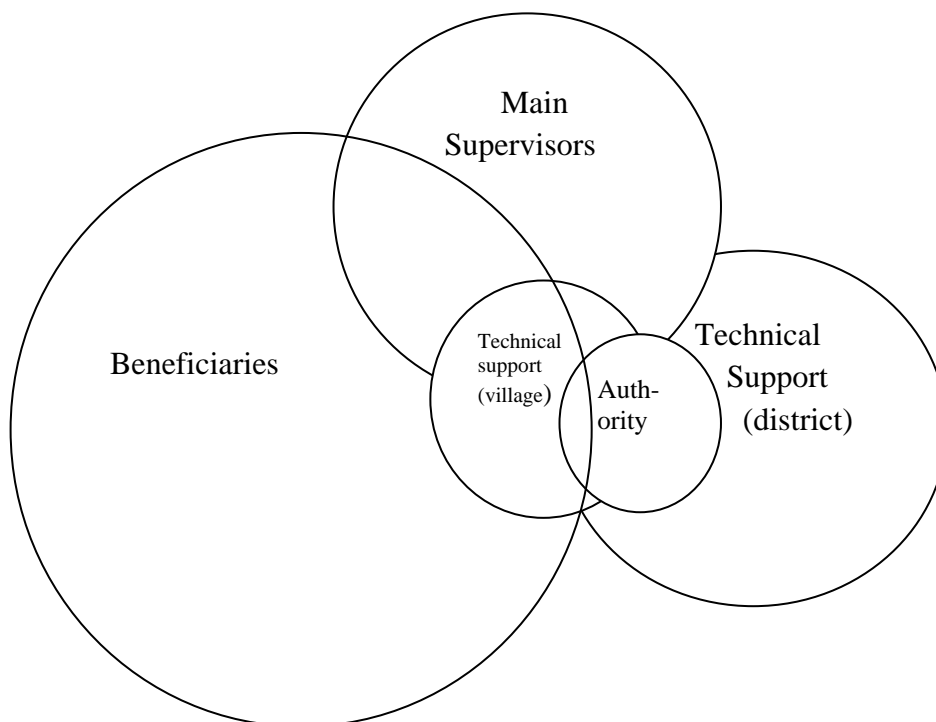 Main
Supervisors
Beneficiaries
Technical
support
(village)
Auth-
ority
Technical
Support
(district)